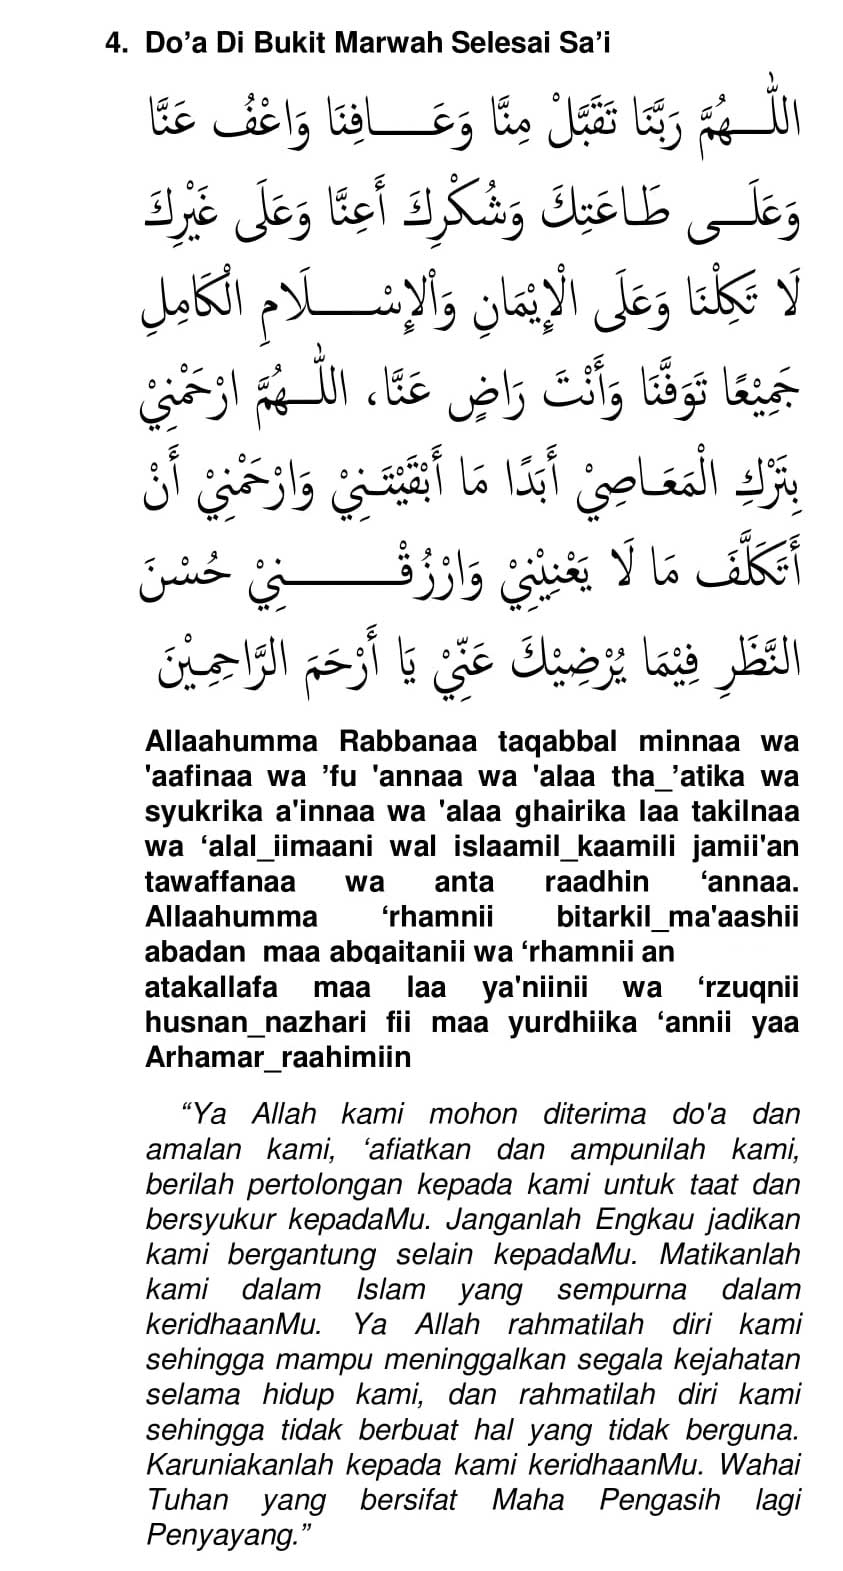 4. Do’a Di Bukit Marwah Selesai Sa’i
اللّٰـهُمَّ رَبَّنَا تَقَبَّلْ مِنَّا وَعَـــافِنَا وَاعْفُ عَنَّا
وَعَلَــى طَاعَتِكَ وَشُكْرِكَ أَعِنَّا وَعَلَى غَيْرِكَ
لَا تَكِلْنَا وَعَلَى الْاِيْمَانِ وَالْاِسْـــلَامِ الْكَامِلِ
جَمِيْعًا تَوَفَّنَا وَأَنْتَ رَاضٍ عَنَّا، اللّٰـهُمَّ ارْحَمْنِيْ
بِتَرْكِ الْمَعَـاصِيْ أَبَدًا مَا أَبْقَيْتَـنِيْ وَارْحَمْنِيْ أَنْ
أَتَكَلَّفَ مَا لَا يَعْنِيْنِيْ وَارْزُقْـــــنِيْ حُسْنَ
النَّظَرِ فِيْمَا يُرْضِيْكَ عَنِّيْ يَا أَرْحَمَ الرَّاحِمِيْنَ
Allaahumma Rabbanaa taqabbal minnaa wa
'aafinaa wa ’fu 'annaa wa 'alaa tha_’atika wa
syukrika a'innaa wa 'alaa ghairika laa takilnaa
wa ‘alal_iimaani wal islaamil_kaamili jamii'an
tawaffanaa wa anta raadhin ‘annaa.
Allaahumma ‘rhamnii bitarkil_ma'aashii
abadan maa abqaitanii wa ‘rhamnii an
atakallafa maa laa ya'niinii wa ‘rzuqnii
husnan_nazhari fii maa yurdhiika ‘annii yaa
Arhamar_raahimiin
“Ya Allah kami mohon diterima do'a dan
amalan kami, ‘afiatkan dan ampunilah kami,
berilah pertolongan kepada kami untuk taat dan
bersyukur kepadaMu. Janganlah Engkau jadikan
kami bergantung selain kepadaMu. Matikanlah
kami dalam Islam yang sempurna dalam
keridhaanMu. Ya Allah rahmatilah diri kami
sehingga mampu meninggalkan segala kejahatan
selama hidup kami, dan rahmatilah diri kami
sehingga tidak berbuat hal yang tidak berguna.
Karuniakanlah kepada kami keridhaanMu. Wahai
Tuhan yang bersifat Maha Pengasih lagi
Penyayang.”